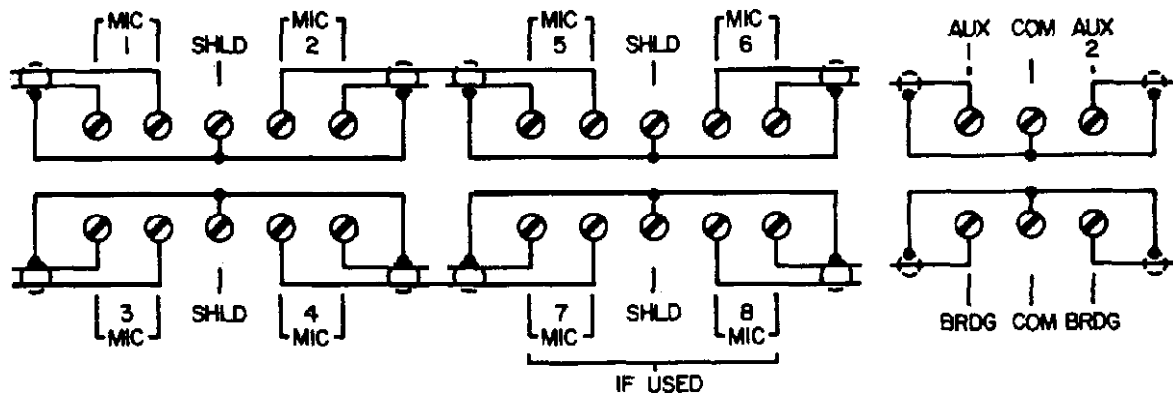 MIC 1 SHLD MIC 2 MIC 5 SHLD MIC 6 AUX COM AUX 2
3 MIC SHLD 4 MIC 7 MIC SHLD 8 MIC BRDG COM BRDG
IF USED